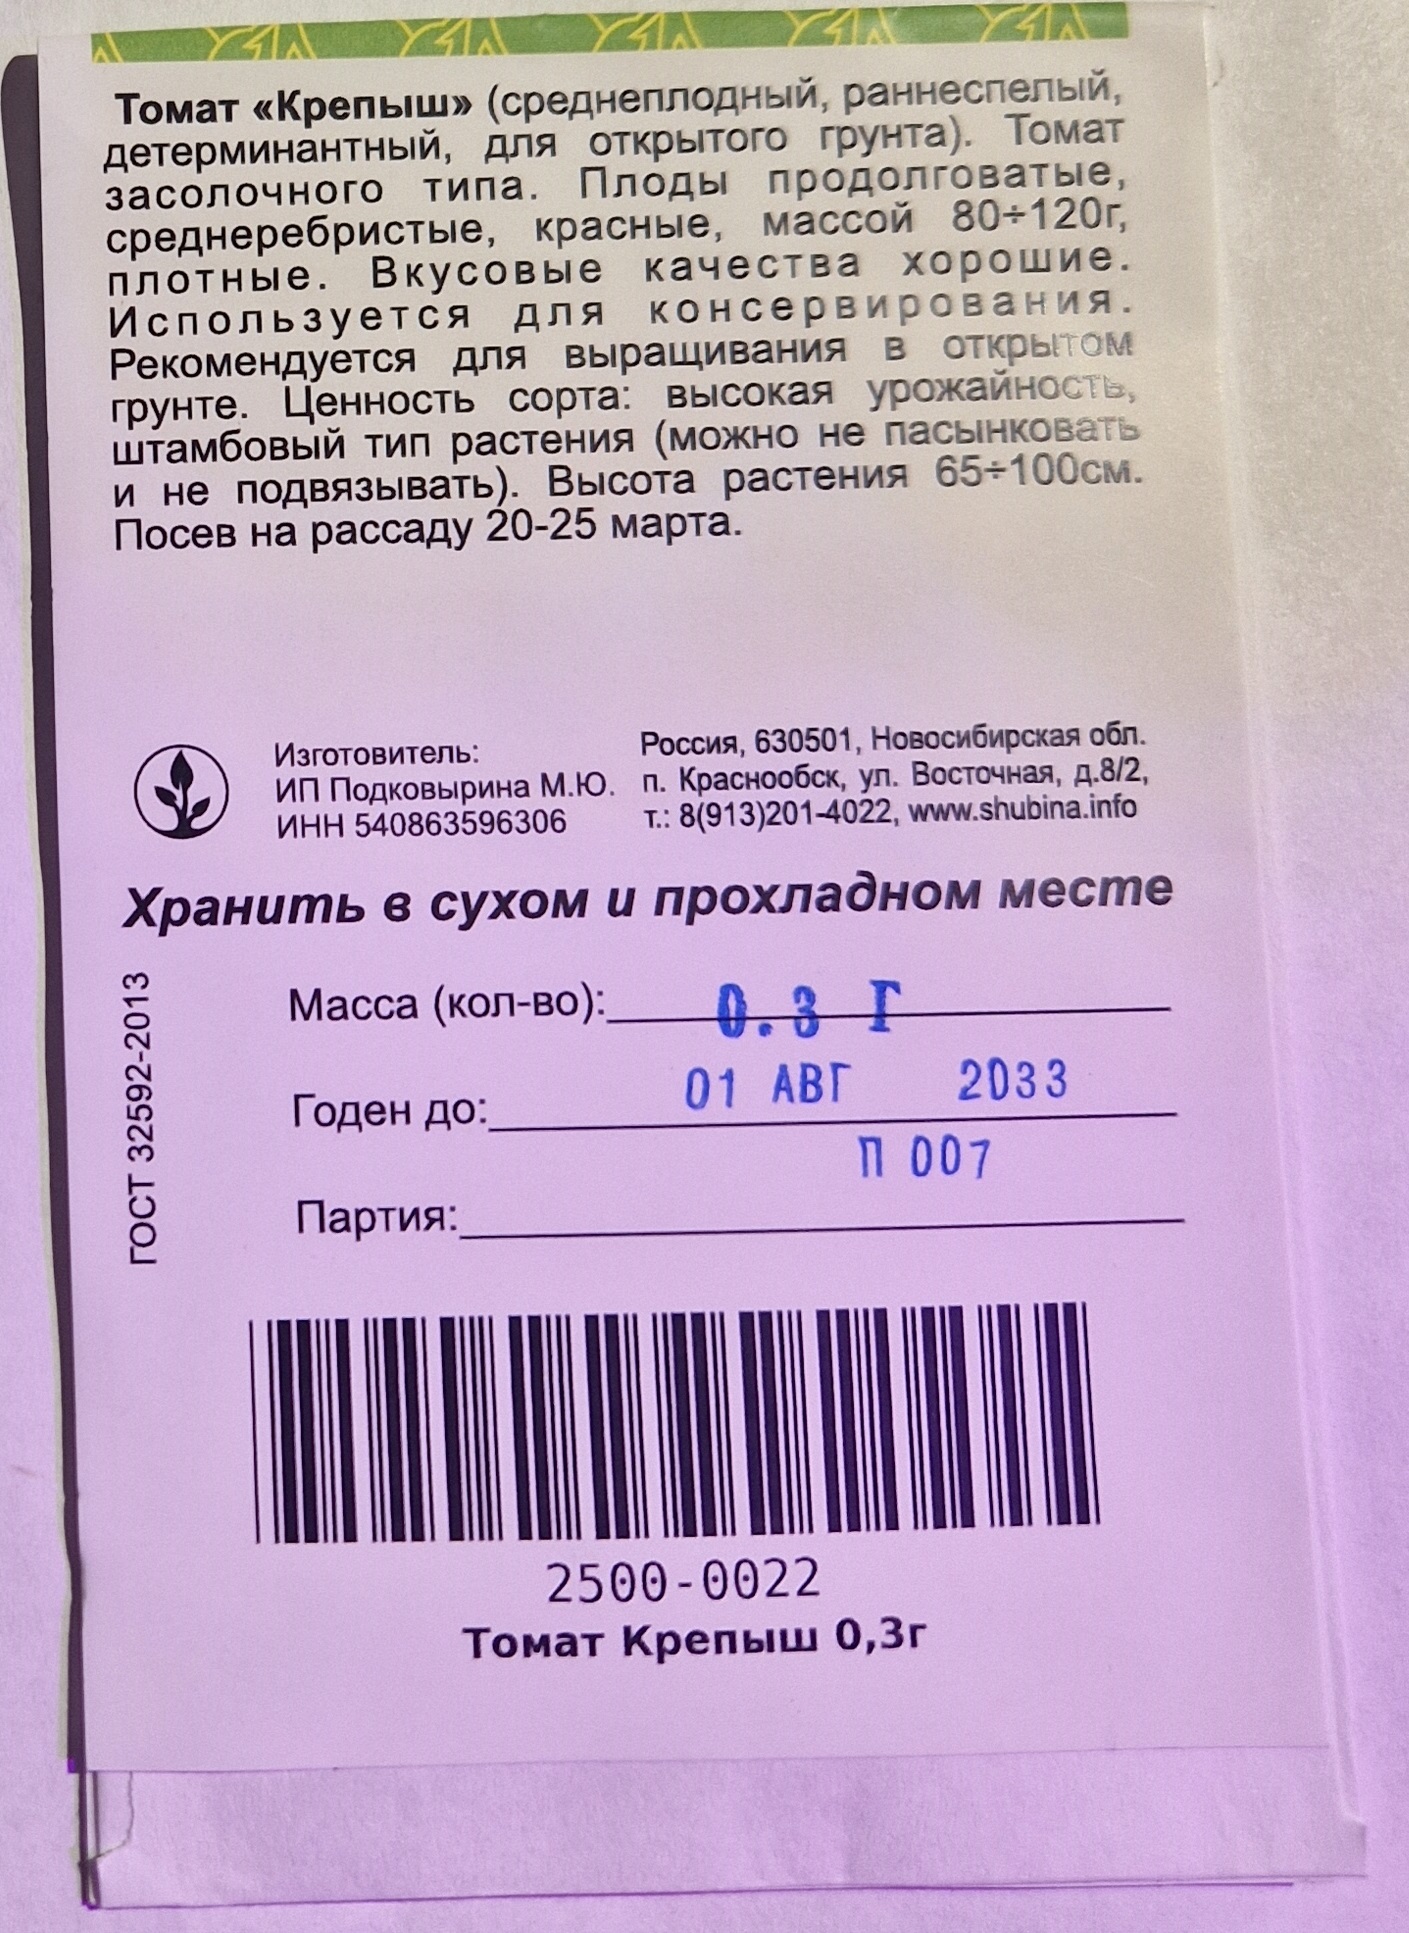 Томат «Крепыш» (среднеплодный, раннеспелый,
детерминантный, для открытого грунта). Томат
засолочного типа. Плоды продолговатые,
среднеребристые, красные, массой 80÷120г,
плотные. Вкусовые качества хорошие.
Используется для консервирования.
Рекомендуется для выращивания в открытом
грунте. Ценность сорта: высокая урожайность,
штамбовый тип растения (можно не пасынковать
и не подвязывать). Высота растения 65÷100см.
Посев на рассаду 20-25 марта.
Изготовитель:
ИП Подковырина М.Ю.
ИНН 540863596306
Россия, 630501, Новосибирская обл.
п. Краснообск, ул. Восточная, д.8/2,
т.: 8(913)201-4022, www.shubina.info
Хранить в сухом и прохладном месте
ГОСТ 32592-2013
Масса (кол-во): 0.3 Г
Годен до: 01 АВГ 2033
П 007
Партия:
2500-0022
Томат Крепыш 0,3г